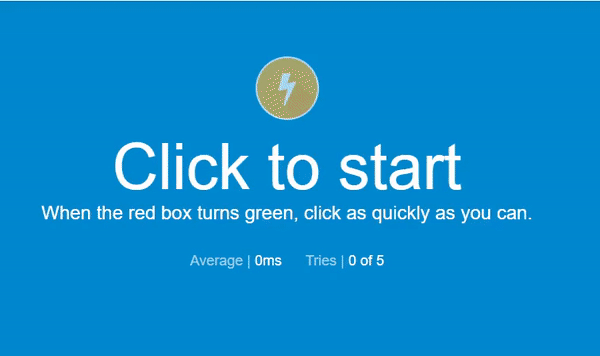 Click to start
When the red box turns green, click as quickly as you can.
Average | 0ms Tries | 0 of 5